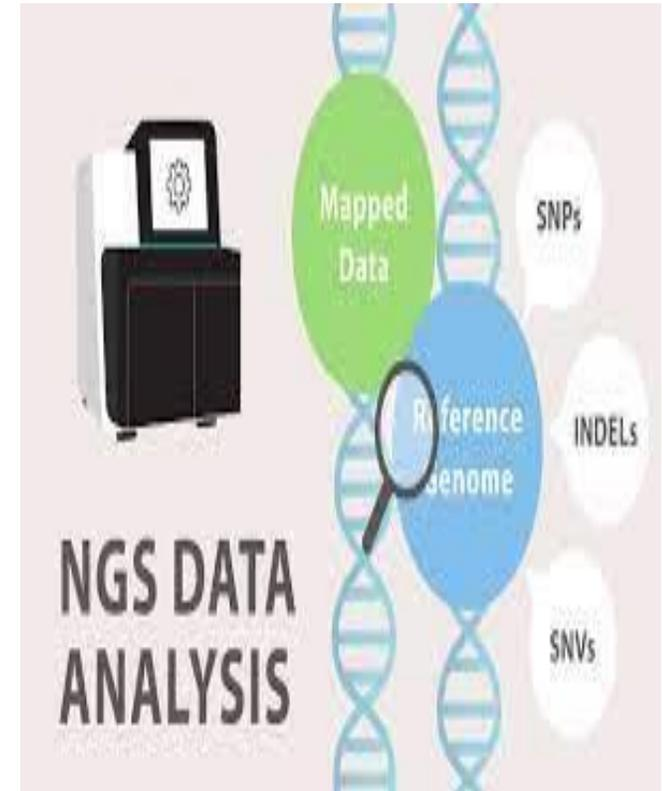 Mapped
Data
SNPs
Reference
Genome
INDELs
NGS DATA
ANALYSIS
SNVs